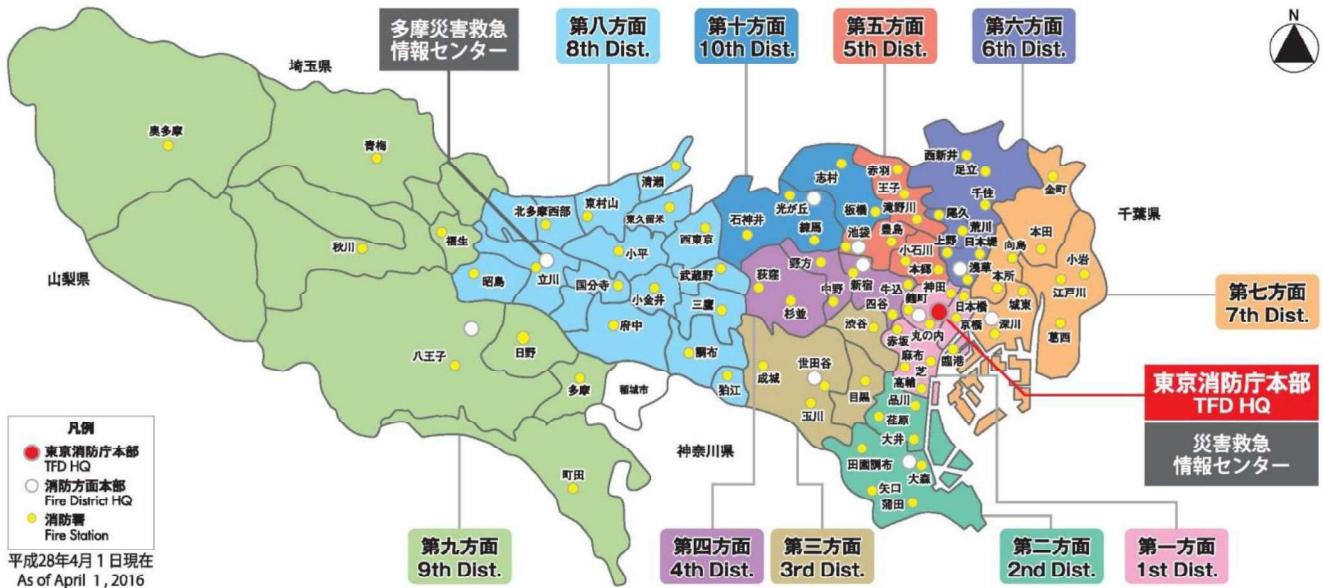 多摩災害救急
情報センター
第八方面
8th Dist.
第十方面
10th Dist.
第五方面
5th Dist.
第六方面
6th Dist.
N
埼玉県
奥多摩
青梅
清瀬
志村
赤羽
西新井
足立
王子
金町
北多摩西部
東村山
東久留米
光が丘
板橋
滝野川
千住
尾久
千葉県
石神井
練馬
池袋
豊島
荒川
本田
秋川
福生
西東京
小石川
上野
日本堤
向島
小平
野方
本郷
浅草
本所
小岩
山梨県
昭島
立川
国分寺
武蔵野
荻窪
中野
新宿
牛込
神田
江戸川
小金井
三鷹
杉並
四谷
麹町
日本橋
城東
第七方面
7th Dist.
府中
渋谷
丸の内
京橋
深川
葛西
八王子
日野
調布
赤坂
麻布
臨港
多摩
稲城市
狛江
成城
世田谷
目黒
芝
高輪
玉川
品川
荏原
東京消防庁本部
TFD HQ
災害救急
情報センター
神奈川県
大井
田園調布
大森
町田
矢口
蒲田
凡例
東京消防庁本部
TFD HQ
消防方面本部
Fire District HQ
消防署
Fire Station
平成28年4月1日現在
As of April 1, 2016
第九方面
9th Dist.
第四方面
4th Dist.
第三方面
3rd Dist.
第二方面
2nd Dist.
第一方面
1st Dist.